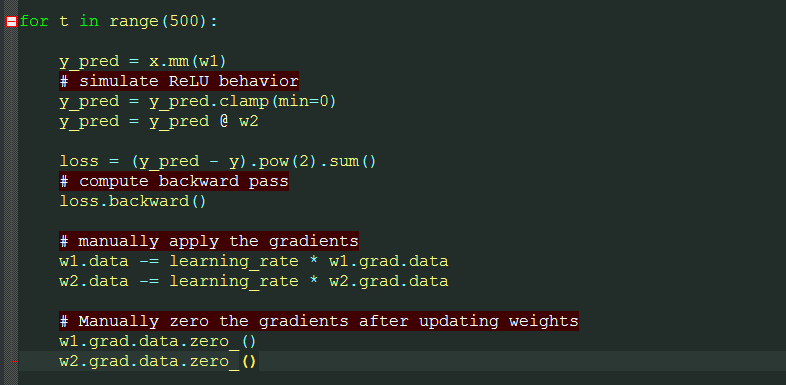 for t in range(500):
y_pred = x.mm(w1)
# simulate ReLU behavior
y_pred = y_pred.clamp(min=0)
y_pred = y_pred @ w2
loss = (y_pred - y).pow(2).sum()
# compute backward pass
loss.backward()
# manually apply the gradients
w1.data -= learning_rate * w1.grad.data
w2.data -= learning_rate * w2.grad.data
# Manually zero the gradients after updating weights
w1.grad.data.zero_()
w2.grad.data.zero_()